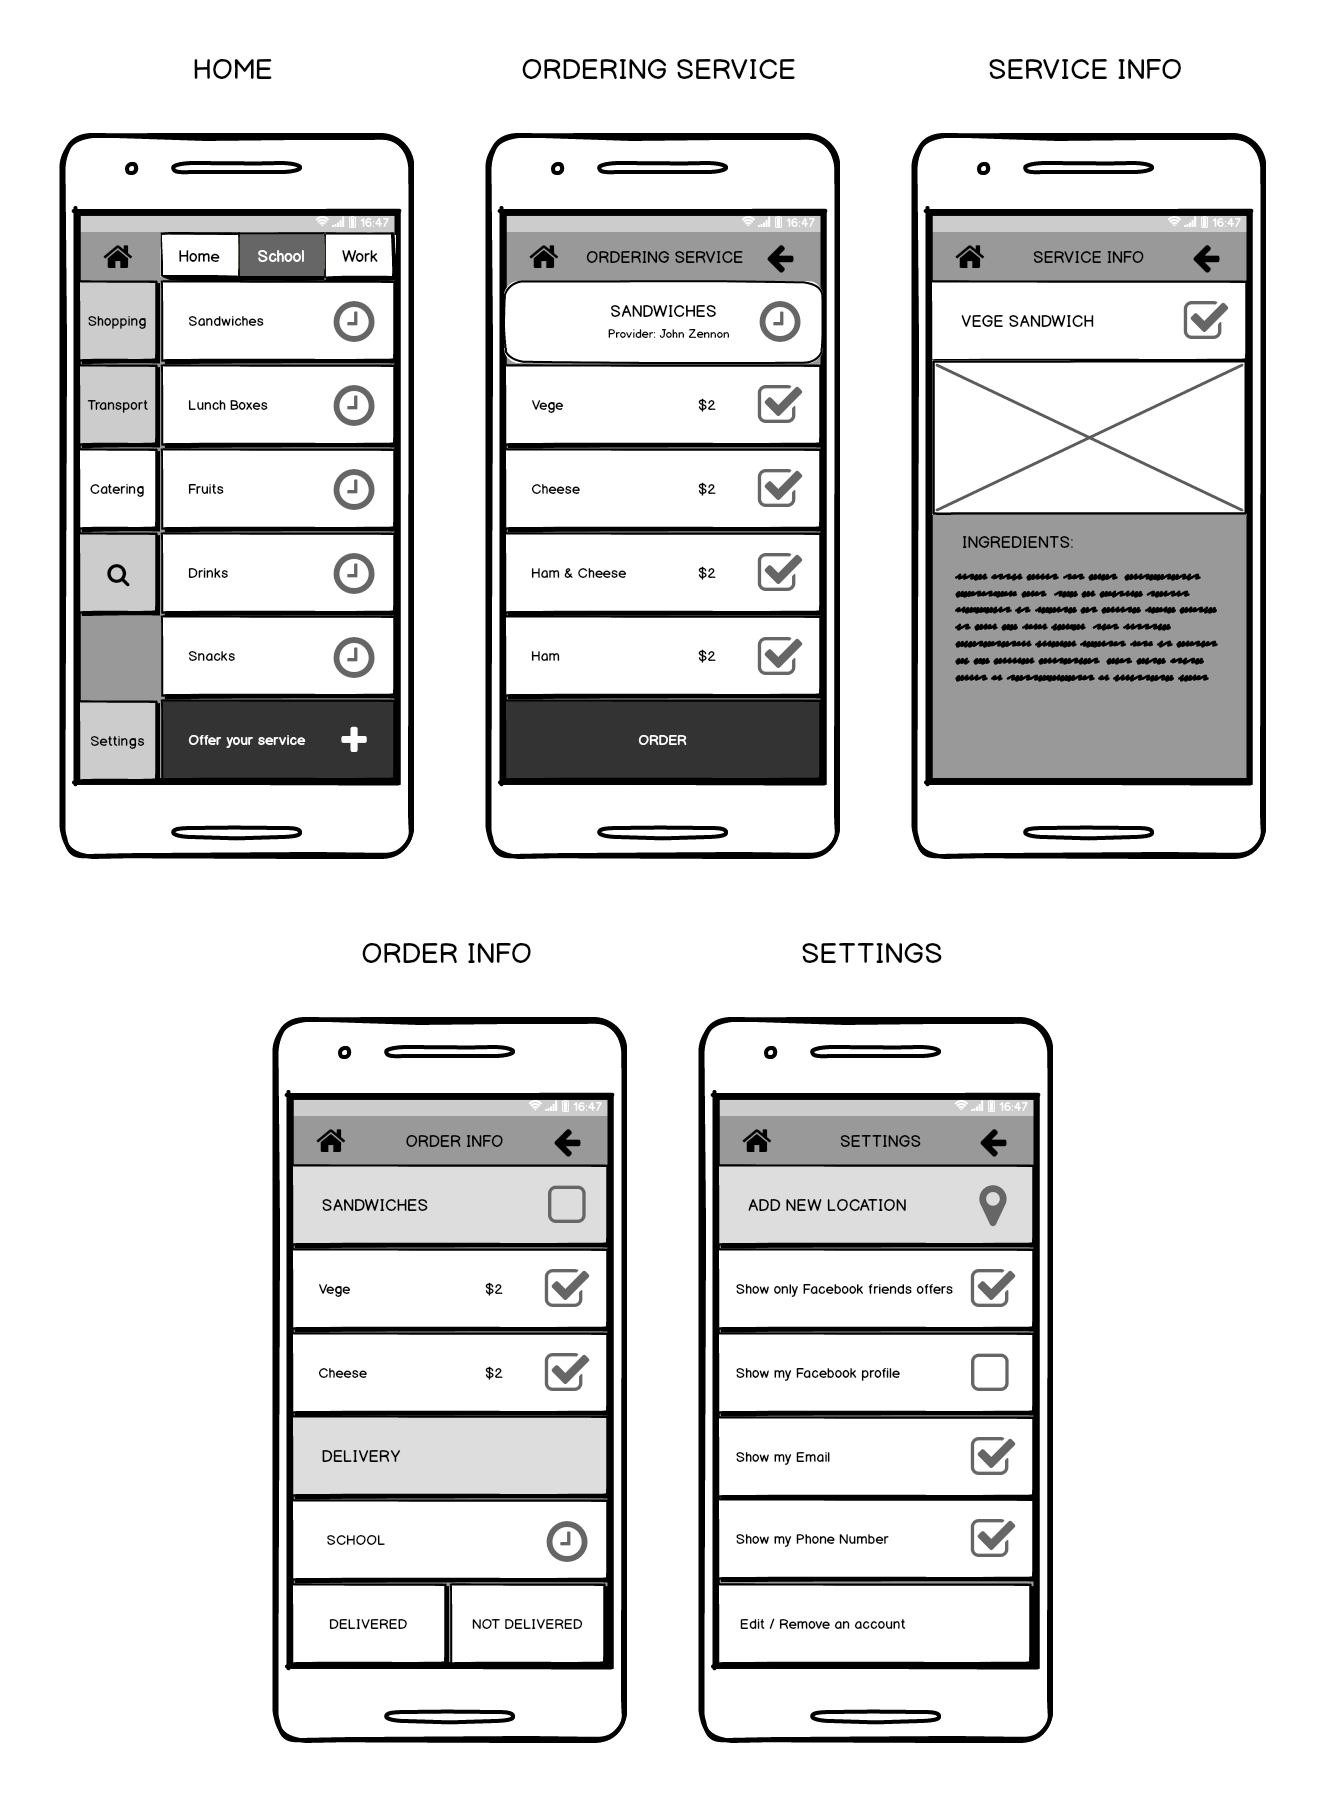 HOME
ORDERING SERVICE
SERVICE INFO
16:47
Home
School
Work
Shopping
Sandwiches
Transport
Lunch Boxes
Catering
Fruits
Drinks
Snacks
Settings
Offer your service
16:47
ORDERING SERVICE
SANDWICHES
Provider: John Zennon
Vege $2
Cheese $2
Ham & Cheese $2
Ham $2
ORDER
16:47
SERVICE INFO
VEGE SANDWICH
INGREDIENTS:
ORDER INFO
SETTINGS
16:47
ORDER INFO
SANDWICHES
Vege $2
Cheese $2
DELIVERY
SCHOOL
DELIVERED
NOT DELIVERED
16:47
SETTINGS
ADD NEW LOCATION
Show only Facebook friends offers
Show my Facebook profile
Show my Email
Show my Phone Number
Edit / Remove an account